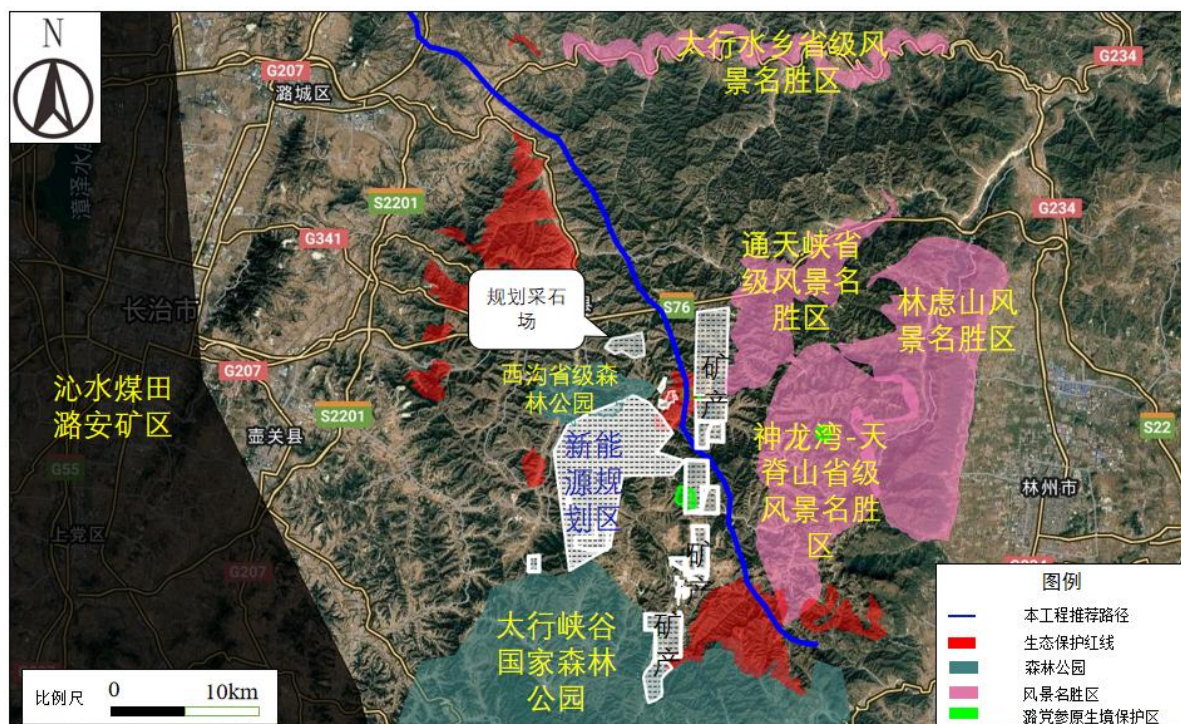 N
太行水乡省级风
景名胜区
G207
潞城区
G234
漳泽水库
S2201
G234
G341
通天峡省
级风景名
胜区
规划采石
场
林虑山风
景名胜区
长治市
S76
矿产
西沟省级森
林公园
G207
沁水煤田
潞安矿区
S2201
壶关县
新能
源规
划区
神龙湾-天
脊山省级
风景名胜
区
S22
G55
林州市
上党区
矿产
G207
太行峡谷
国家森林
公园
矿产
图例
本工程推荐路径
生态保护红线
森林公园
风景名胜区
潞党参原生境保护区
比例尺
0
10km